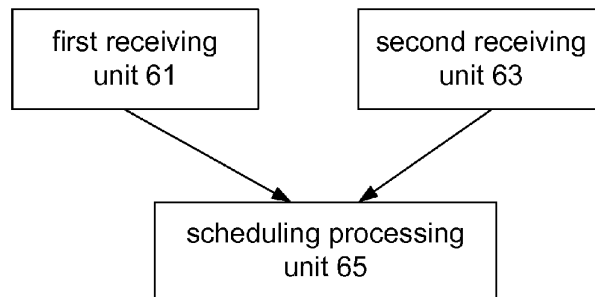 first receiving
unit 61
second receiving
unit 63
scheduling processing
unit 65